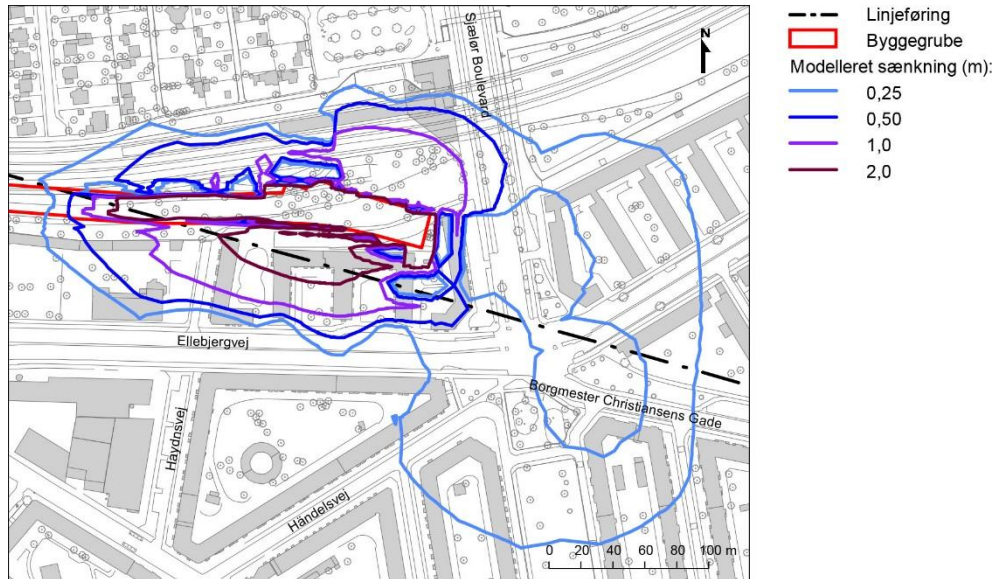 Sjælør Boulevard
N
Ellebjergvej
Haydnsvej
Händelsvej
Borgmester Christiansens Gade
0 20 40 60 80 100 m
Linjeføring
Byggegrube
Modelleret sænkning (m):
0,25
0,50
1,0
2,0